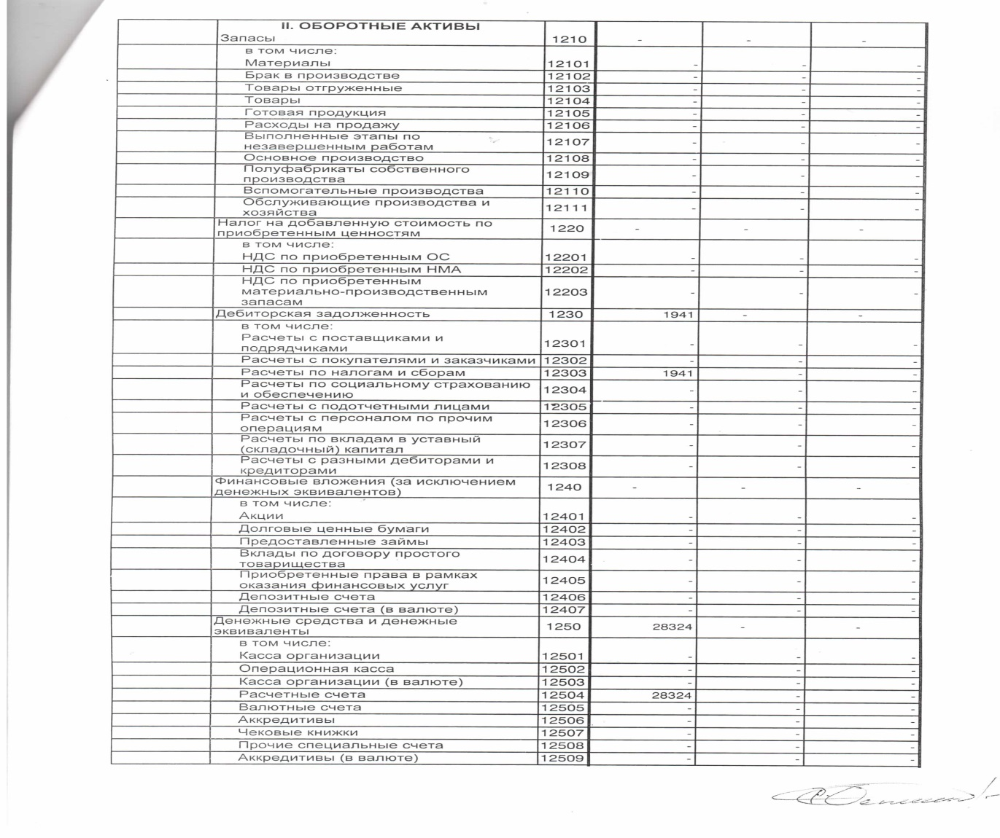 II. ОБОРОТНЫЕ АКТИВЫ
Запасы 1210 - - -
в том числе:
Материалы 12101 - - -
Брак в производстве 12102 - - -
Товары отгруженные 12103 - - -
Товары 12104 - - -
Готовая продукция 12105 - - -
Расходы на продажу 12106 - - -
Выполненные этапы по
незавершенным работам 12107 - - -
Основное производство 12108 - - -
Полуфабрикаты собственного
производства 12109 - - -
Вспомогательные производства 12110 - - -
Обслуживающие производства и
хозяйства 12111 - - -
Налог на добавленную стоимость по
приобретенным ценностям 1220 - - -
в том числе:
НДС по приобретенным ОС 12201 - - -
НДС по приобретенным НМА 12202 - - -
НДС по приобретенным
материально-производственным 12203 - - -
запасам
Дебиторская задолженность 1230 1941 - -
в том числе:
Расчеты с поставщиками и
подрядчиками 12301 - - -
Расчеты с покупателями и заказчиками 12302 - - -
Расчеты по налогам и сборам 12303 1941 - -
Расчеты по социальному страхованию
и обеспечению 12304 - - -
Расчеты с подотчетными лицами 12305 - - -
Расчеты с персоналом по прочим
операциям 12306 - - -
Расчеты по вкладам в уставный
(складочный) капитал 12307 - - -
Расчеты с разными дебиторами и
кредиторами 12308 - - -
Финансовые вложения (за исключением
денежных эквивалентов) 1240 - - -
в том числе:
Акции 12401 - - -
Долговые ценные бумаги 12402 - - -
Предоставленные займы 12403 - - -
Вклады по договору простого
товарищества 12404 - - -
Приобретенные права в рамках
оказания финансовых услуг 12405 - - -
Депозитные счета 12406 - - -
Депозитные счета (в валюте) 12407 - - -
Денежные средства и денежные
эквиваленты 1250 28324 - -
в том числе:
Касса организации 12501 - - -
Операционная касса 12502 - - -
Касса организации (в валюте) 12503 - - -
Расчетные счета 12504 28324 - -
Валютные счета 12505 - - -
Аккредитивы 12506 - - -
Чековые книжки 12507 - - -
Прочие специальные счета 12508 - - -
Аккредитивы (в валюте) 12509 - - -